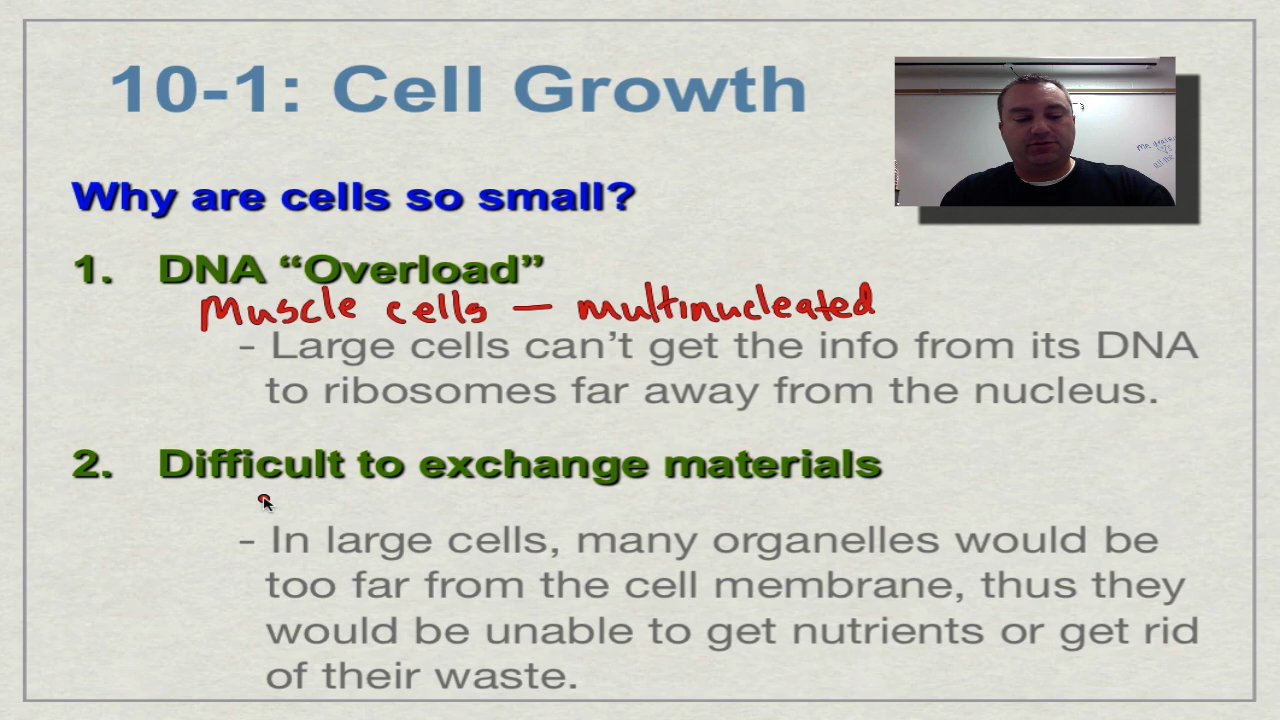 10-1: Cell Growth
Why are cells so small?
1. DNA “Overload”
Muscle cells — multinucleated
- Large cells can’t get the info from its DNA
to ribosomes far away from the nucleus.
2. Difficult to exchange materials
- In large cells, many organelles would be
too far from the cell membrane, thus they
would be unable to get nutrients or get rid
of their waste.